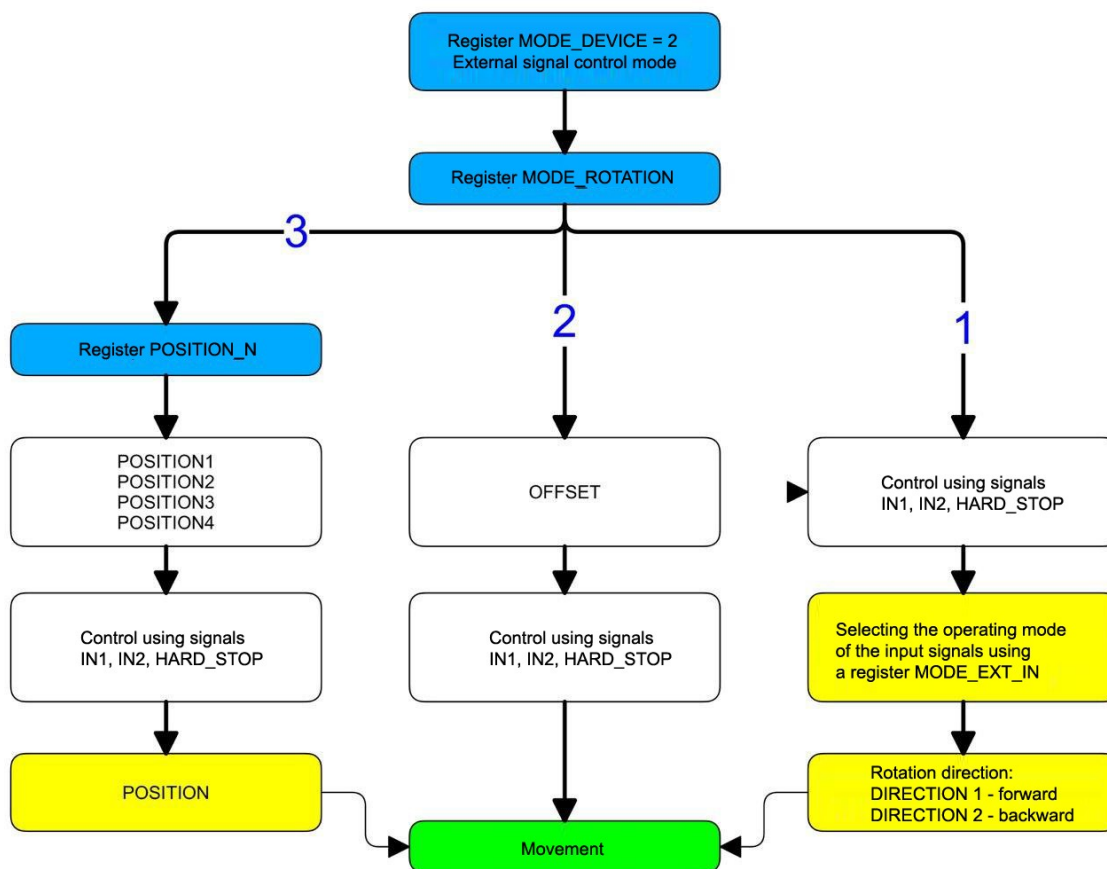 Register MODE_DEVICE = 2
External signal control mode
Register MODE_ROTATION
3
2
1
Register POSITION_N
POSITION1
POSITION2
POSITION3
POSITION4
OFFSET
Control using signals
IN1, IN2, HARD_STOP
Control using signals
IN1, IN2, HARD_STOP
Control using signals
IN1, IN2, HARD_STOP
Selecting the operating mode
of the input signals using
a register MODE_EXT_IN
POSITION
Rotation direction:
DIRECTION 1 - forward
DIRECTION 2 - backward
Movement